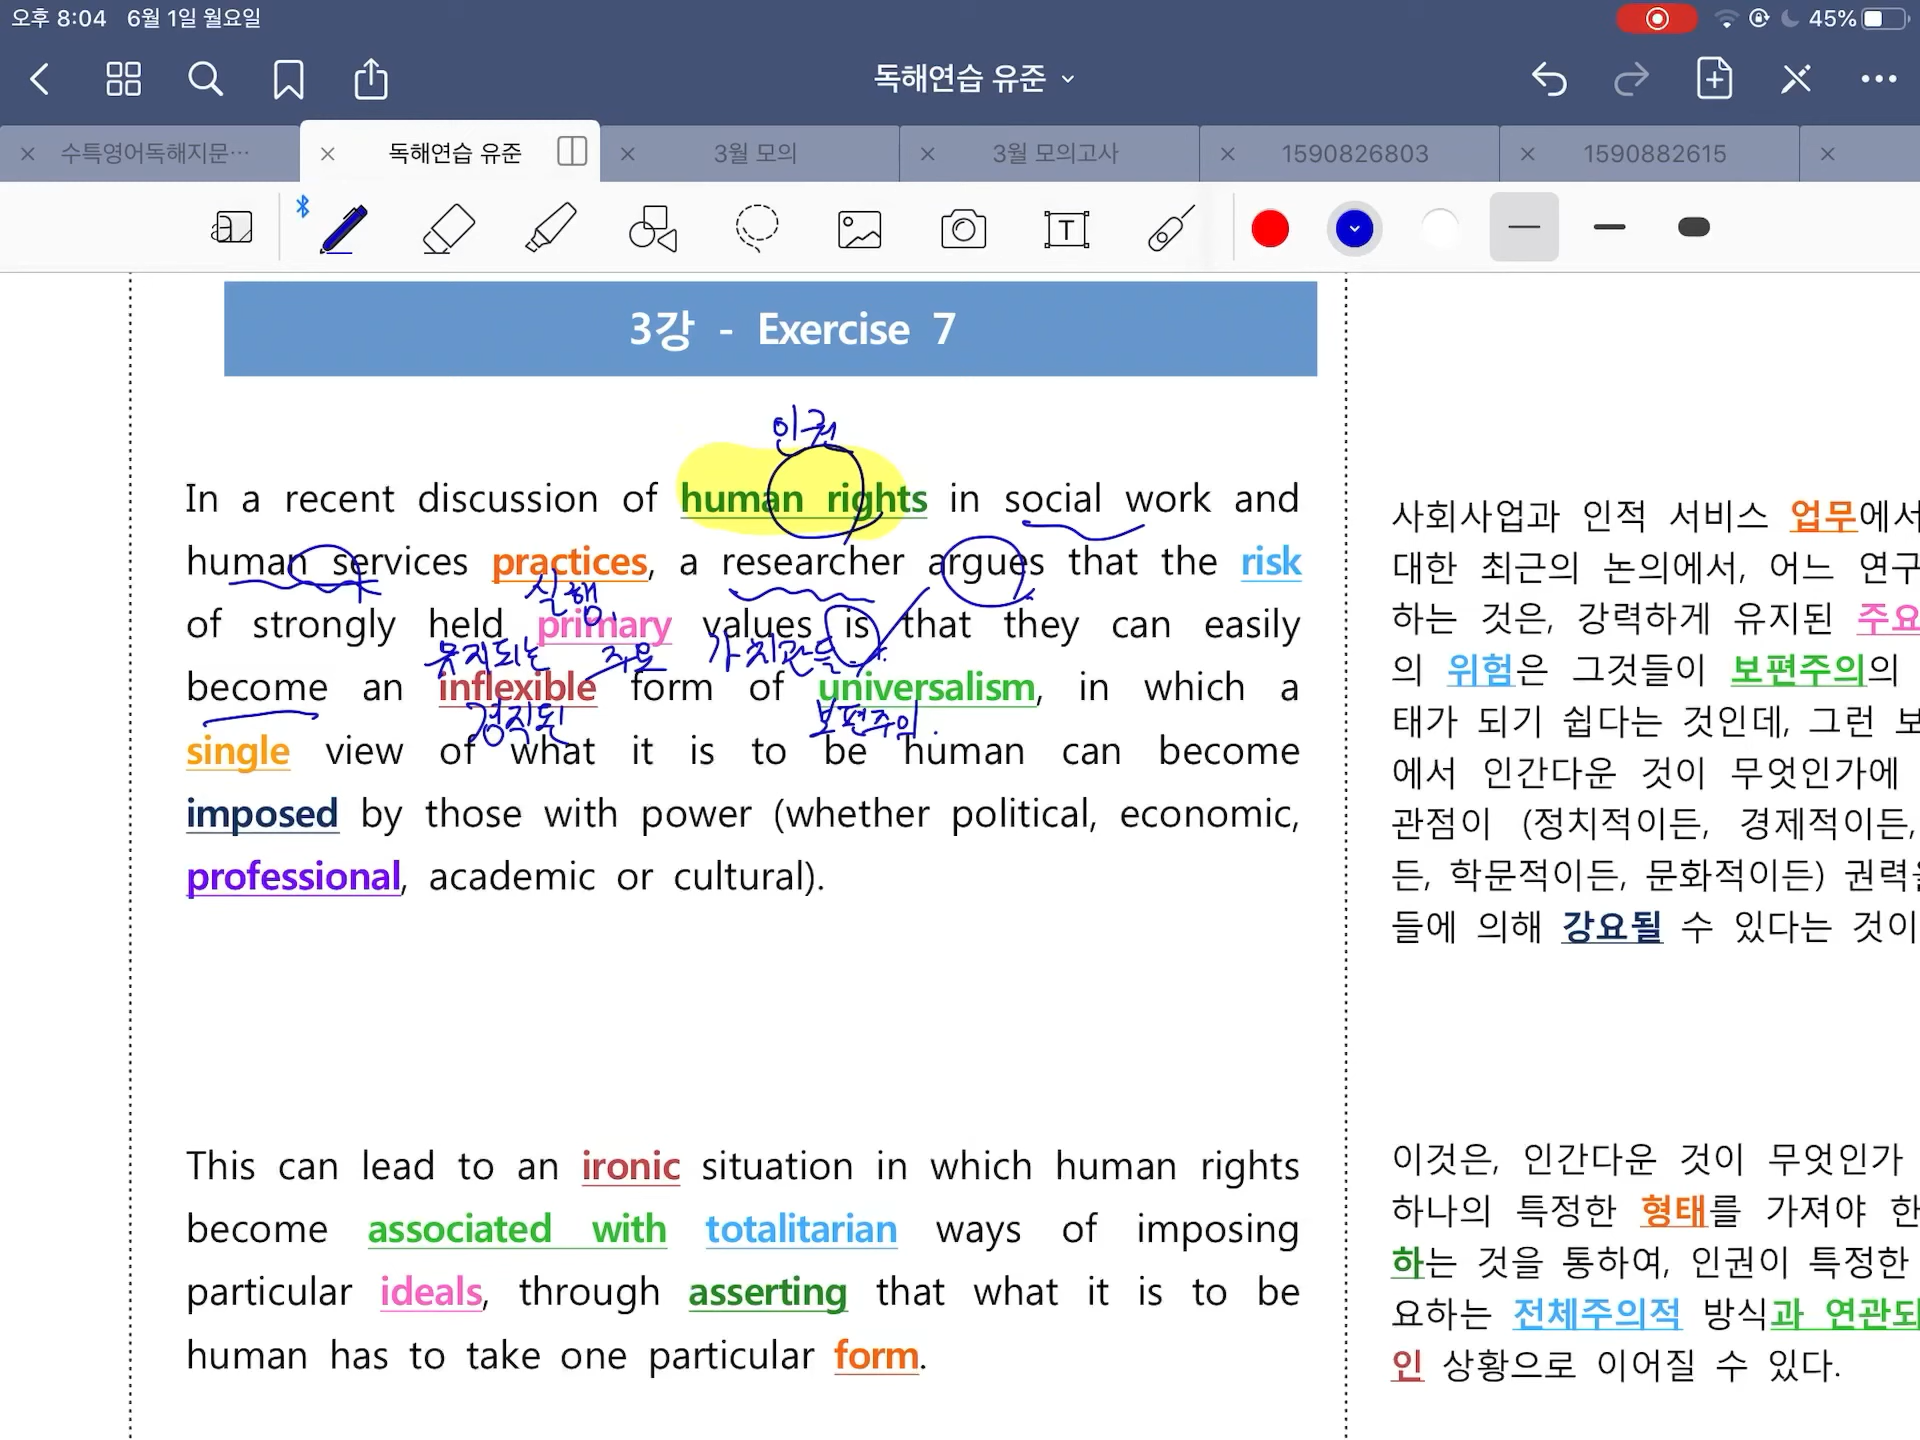 오후 8:04 6월 1일 월요일
45%
독해연습 유준
수특영어독해지문…
독해연습 유준
3월 모의
3월 모의고사
1590826803
1590882615
T
3강 - Exercise 7
인권
In a recent discussion of human rights in social work and
human services practices, a researcher argues that the risk
실행
of strongly held primary values is that they can easily
유지되는 주요 가치관들
become an inflexible form of universalism, in which a
경직된 보편주의
single view of what it is to be human can become
imposed by those with power (whether political, economic,
professional, academic or cultural).
This can lead to an ironic situation in which human rights
become associated with totalitarian ways of imposing
particular ideals, through asserting that what it is to be
human has to take one particular form.
사회사업과 인적 서비스 업무에서
대한 최근의 논의에서, 어느 연구
하는 것은, 강력하게 유지된 주요
의 위험은 그것들이 보편주의의
태가 되기 쉽다는 것인데, 그런 보
에서 인간다운 것이 무엇인가에
관점이 (정치적이든, 경제적이든,
든, 학문적이든, 문화적이든) 권력을
들에 의해 강요될 수 있다는 것이
이것은, 인간다운 것이 무엇인가
하나의 특정한 형태를 가져야 한
하는 것을 통하여, 인권이 특정한
요하는 전체주의적 방식과 연관되
인 상황으로 이어질 수 있다.